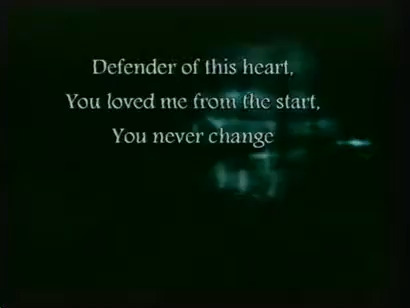 Defender of this heart,
You loved me from the start,
You never change